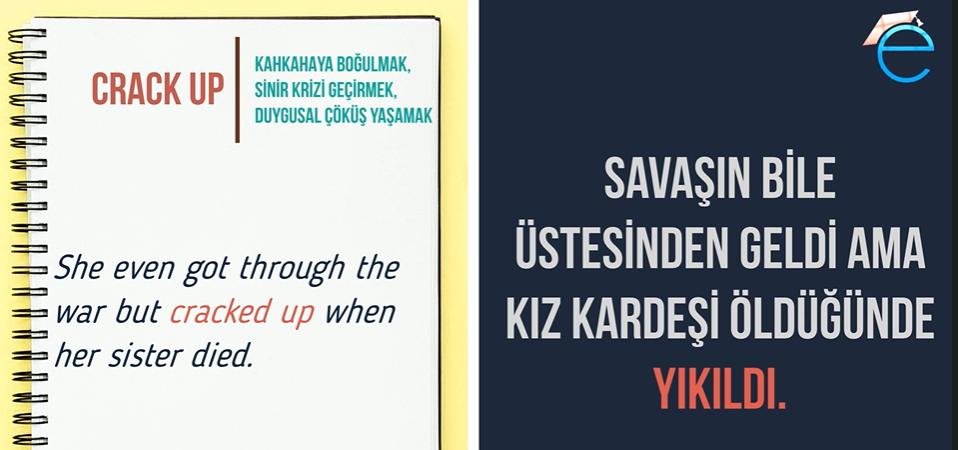 CRACK UP
KAHKAHAYA BOĞULMAK,
SİNİR KRİZİ GEÇİRMEK,
DUYGUSAL ÇÖKÜŞ YAŞAMAK
She even got through the
war but cracked up when
her sister died.
e
SAVAŞIN BİLE
ÜSTESİNDEN GELDİ AMA
KIZ KARDEŞİ ÖLDÜĞÜNDE
YIKILDI.